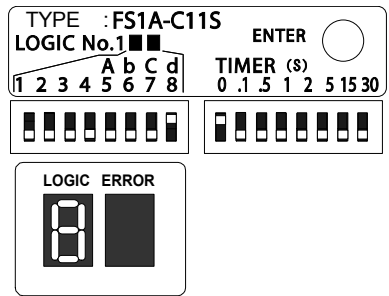 TYPE : FS1A-C11S
LOGIC No.1■■
ENTER
A b C d
TIMER (S)
1 2 3 4 5 6 7 8
0 .1 .5 1 2 5 15 30
LOGIC ERROR
8